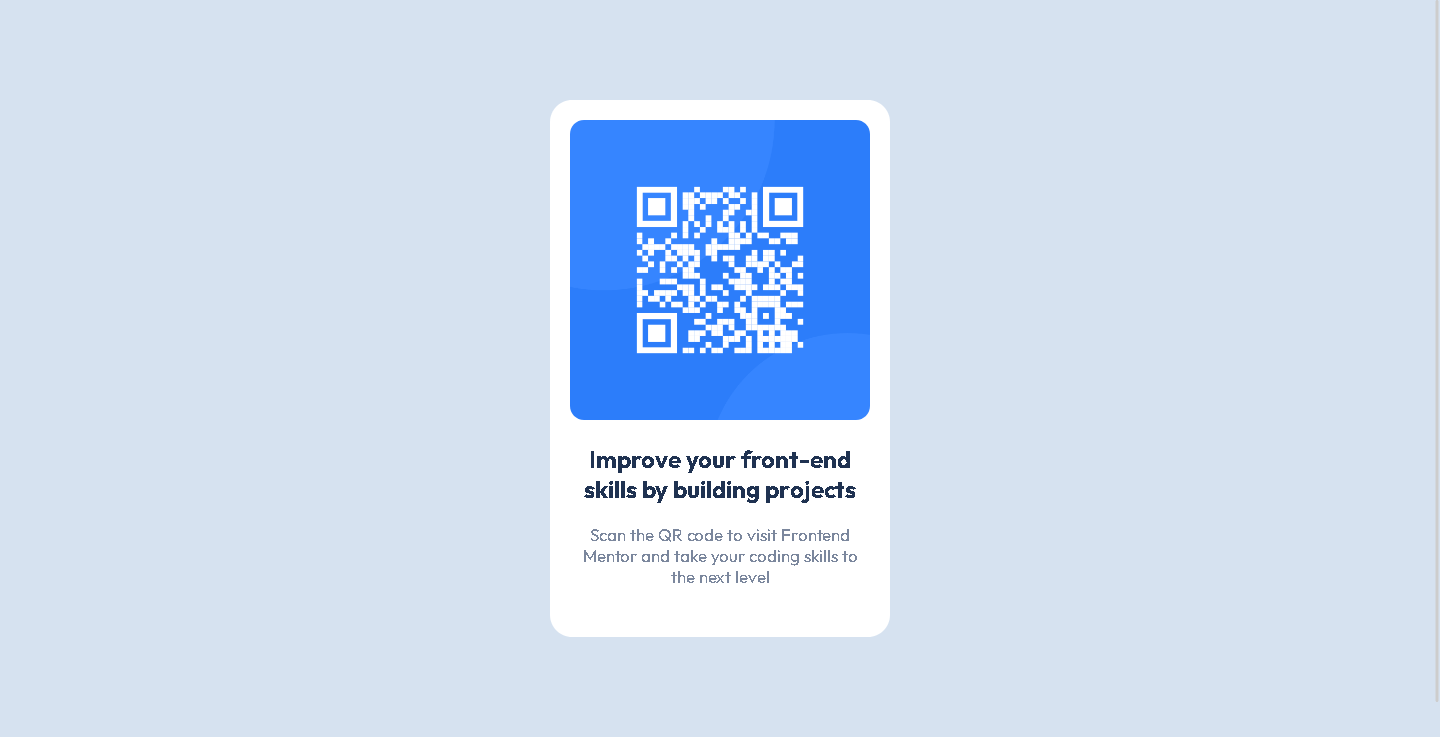 Improve your front-end
skills by building projects
Scan the QR code to visit Frontend
Mentor and take your coding skills to
the next level